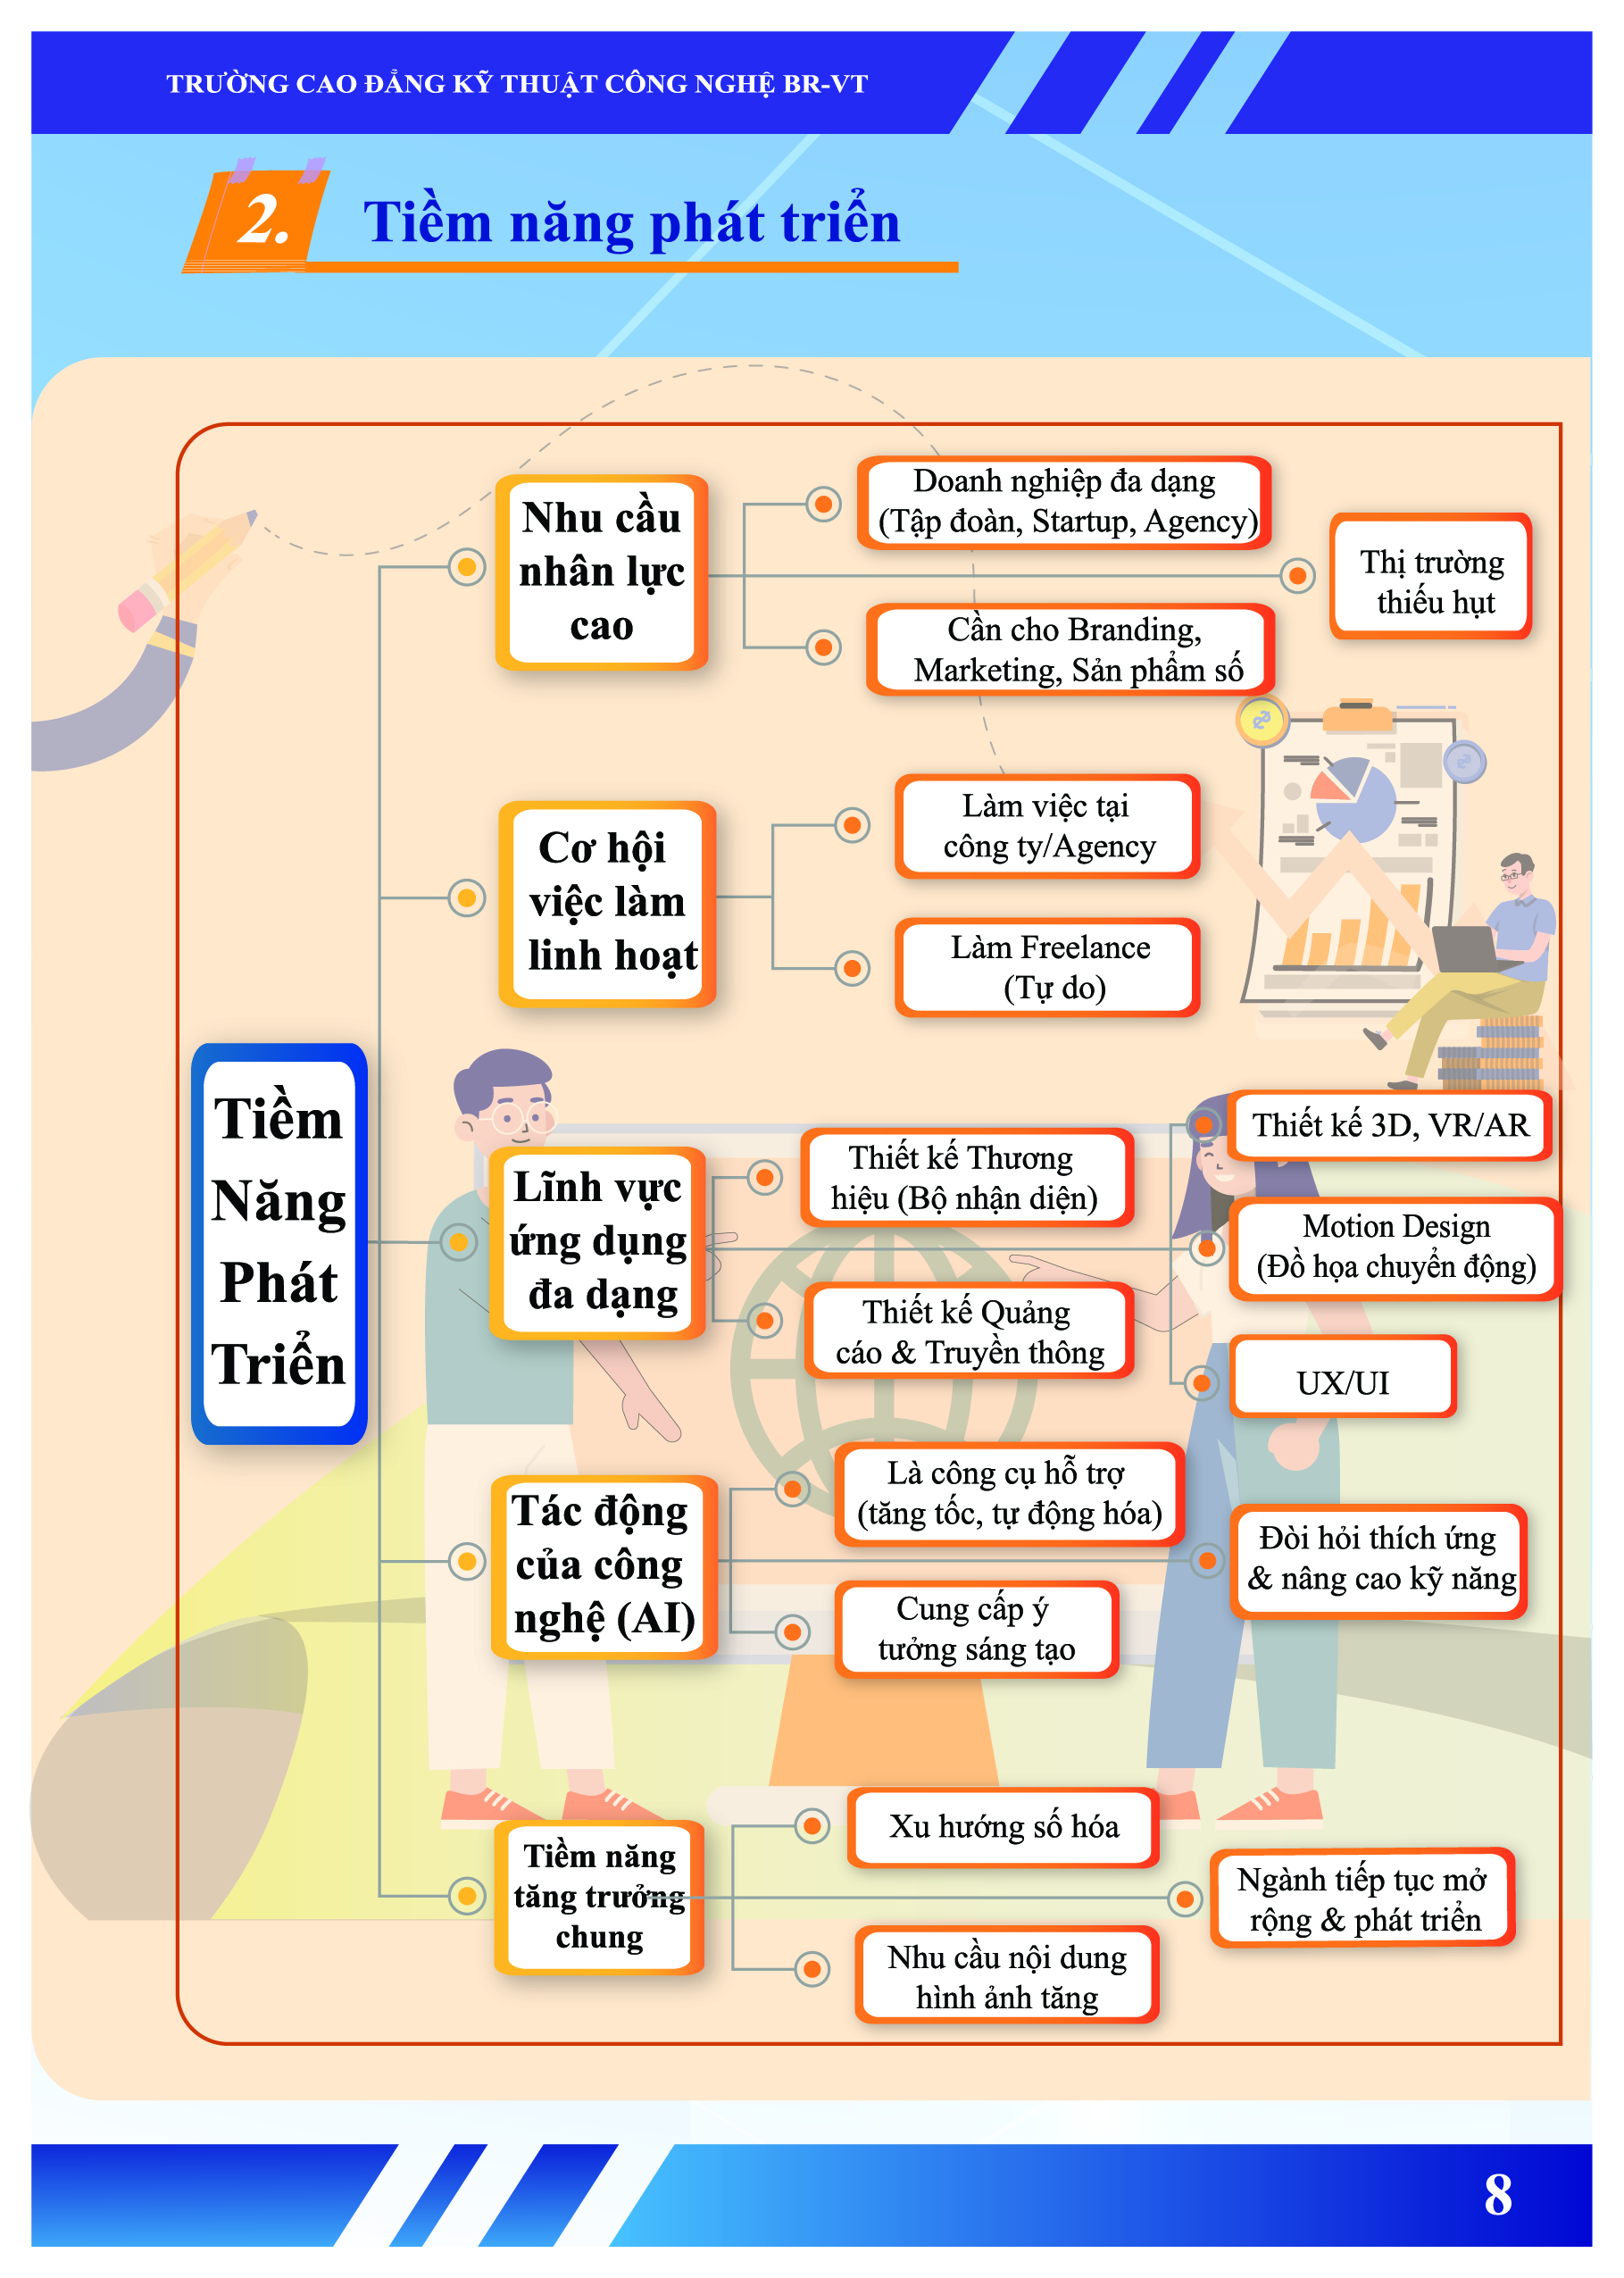 TRƯỜNG CAO ĐẲNG KỸ THUẬT CÔNG NGHỆ BR-VT
2.
Tiềm năng phát triển
Tiềm
Năng
Phát
Triển
Nhu cầu
nhân lực
cao
Doanh nghiệp đa dạng
(Tập đoàn, Startup, Agency)
Thị trường
thiếu hụt
Cần cho Branding,
Marketing, Sản phẩm số
Cơ hội
việc làm
linh hoạt
Làm việc tại
công ty/Agency
Làm Freelance
(Tự do)
Lĩnh vực
ứng dụng
đa dạng
Thiết kế Thương
hiệu (Bộ nhận diện)
Thiết kế Quảng
cáo & Truyền thông
Thiết kế 3D, VR/AR
Motion Design
(Đồ họa chuyển động)
UX/UI
Tác động
của công
nghệ (AI)
Là công cụ hỗ trợ
(tăng tốc, tự động hóa)
Đòi hỏi thích ứng
& nâng cao kỹ năng
Cung cấp ý
tưởng sáng tạo
Tiềm năng
tăng trưởng
chung
Xu hướng số hóa
Ngành tiếp tục mở
rộng & phát triển
Nhu cầu nội dung
hình ảnh tăng
8